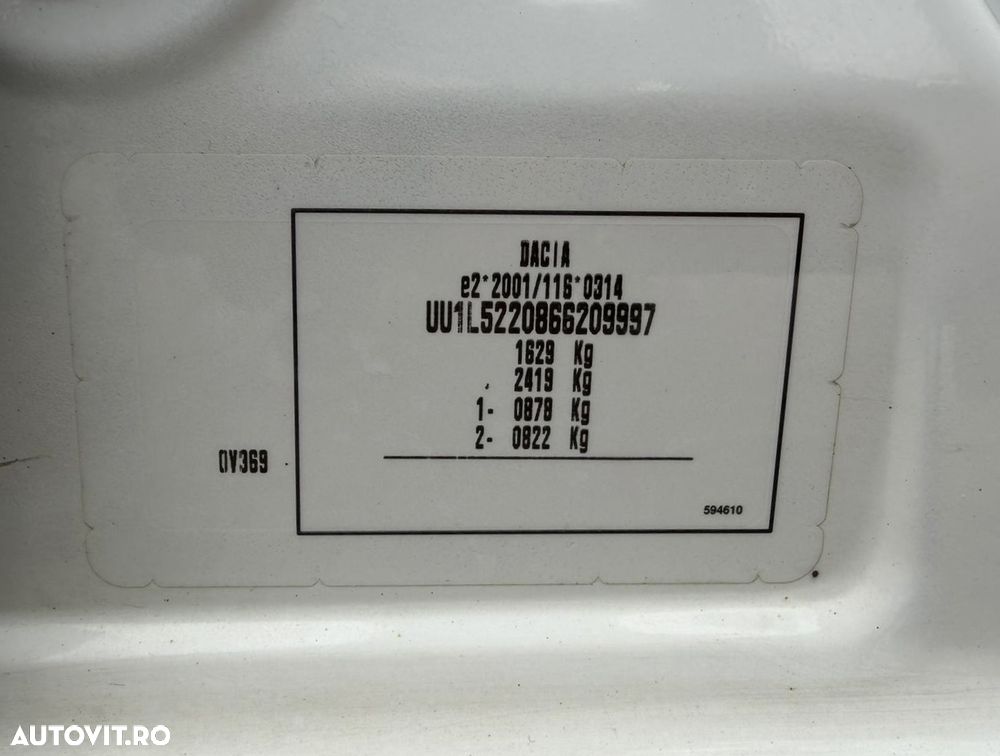 DACIA
e2*2001/116*0314
UU1L5220866209997
1629 Kg
2419 Kg
1- 0878 Kg
2- 0822 Kg
0V369
594610
AUTOVIT.RO